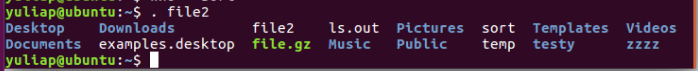 yuliap@ubuntu:~$ . file2
Desktop Downloads file2 ls.out Pictures sort Templates Videos
Documents examples.desktop file.gz Music Public temp testy zzzz
yuliap@ubuntu:~$